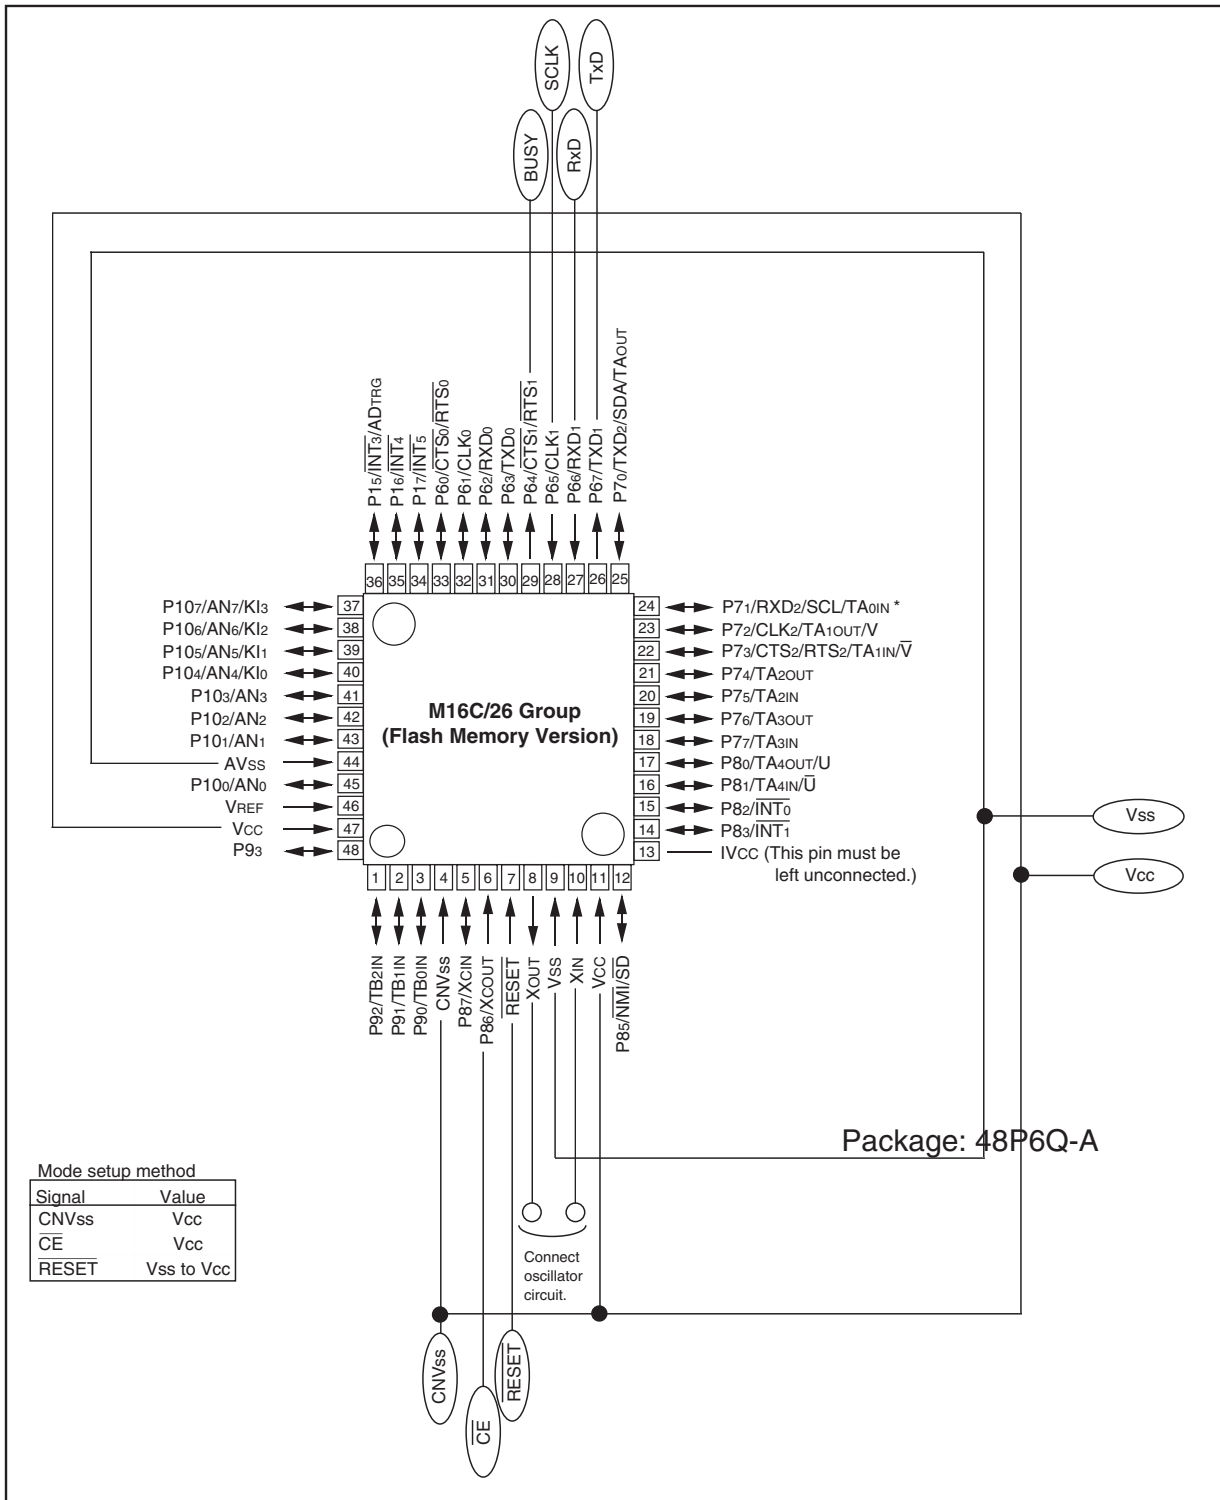 SCLK
TxD
BUSY
RxD
P15/INT3/ADTRG
P16/INT4
P17/INT5
P60/CTS0/RTS0
P61/CLK0
P62/RXD0
P63/TXD0
P64/CTS1/RTS1
P65/CLK1
P66/RXD1
P67/TXD1
P70/TXD2/SDA/TAOUT
36 35 34 33 32 31 30 29 28 27 26 25
P107/AN7/KI3 37
P106/AN6/KI2 38
P105/AN5/KI1 39
P104/AN4/KI0 40
P103/AN3 41
P102/AN2 42
P101/AN1 43
AVSS 44
P100/AN0 45
VREF 46
VCC 47
P93 48
M16C/26 Group
(Flash Memory Version)
24 P71/RXD2/SCL/TA0IN *
23 P72/CLK2/TA1OUT/V
22 P73/CTS2/RTS2/TA1IN/V̅
21 P74/TA2OUT
20 P75/TA2IN
19 P76/TA3OUT
18 P77/TA3IN
17 P80/TA4OUT/U
16 P81/TA4IN/U̅
15 P82/INT0
14 P83/INT1
13 IVCC (This pin must be
left unconnected.)
Vss
Vcc
1 2 3 4 5 6 7 8 9 10 11 12
P92/TB2IN
P91/TB1IN
P90/TB0IN
CNVss
P87/XCIN
P86/XCOUT
RESET
XOUT
VSS
XIN
VCC
P85/NMI/SD
Package: 48P6Q-A
Mode setup method
Signal Value
CNVss Vcc
CE Vcc
RESET Vss to Vcc
Connect
oscillator
circuit.
CNVss
CE
RESET